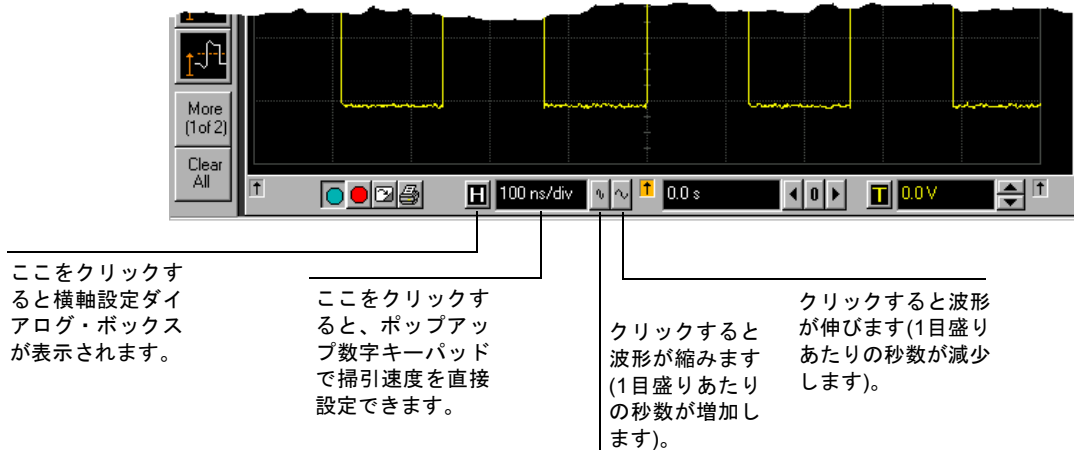 More
(1of 2)
Clear
All
H
100 ns/div
0.0 s
0
T
0.0 V
ここをクリックす
ると横軸設定ダイ
アログ・ボックス
が表示されます。
ここをクリックす
ると、ポップアッ
プ数字キーパッド
で掃引速度を直接
設定できます。
クリックすると
波形が縮みます
(1目盛りあたり
の秒数が増加し
ます)。
クリックすると波形
が伸びます(1目盛り
あたりの秒数が減少
します)。